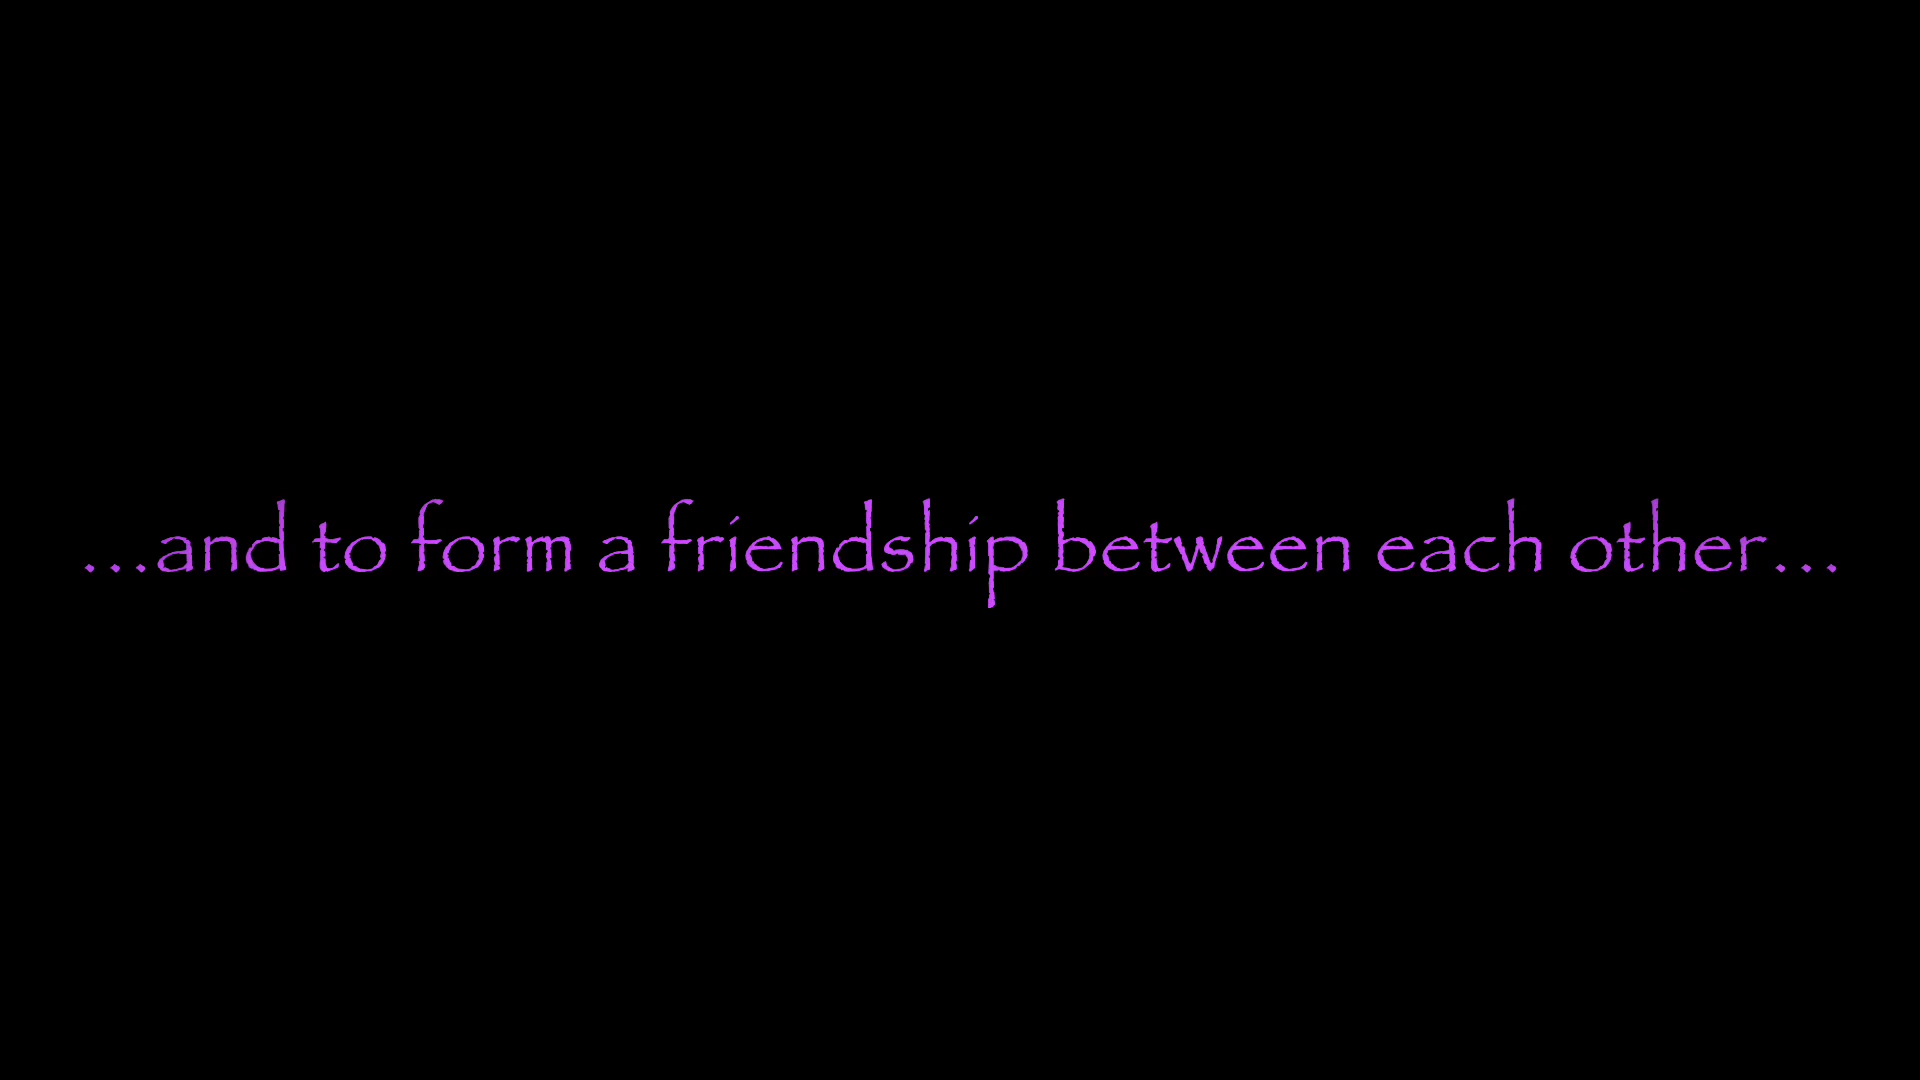 ...and to form a friendship between each other...